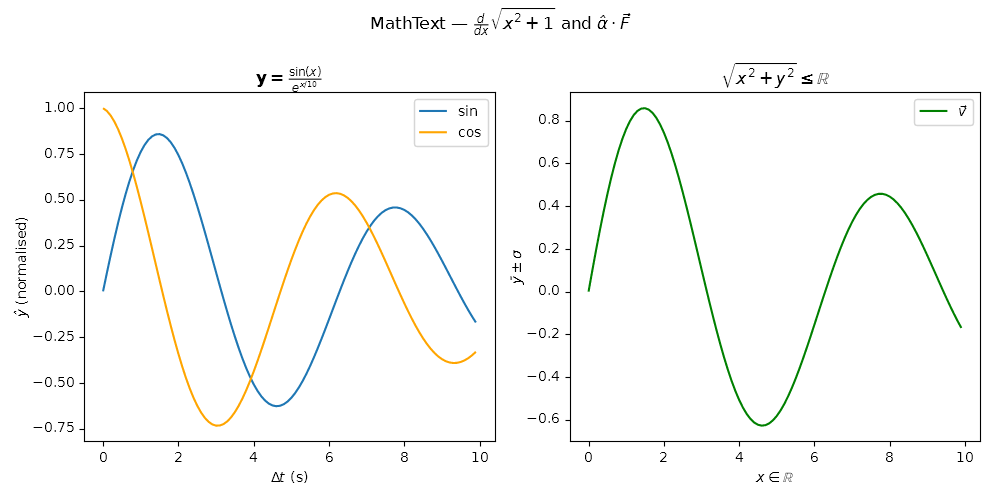 MathText — d/dx √(x² + 1) and α̂ · F⃗
y = sin(x)/e^(x/10)
1.00
0.75
0.50
0.25
0.00
−0.25
−0.50
−0.75
ŷ (normalised)
sin
cos
0 2 4 6 8 10
Δt (s)
√(x² + y²) ≤ ℝ
0.8
0.6
0.4
0.2
0.0
−0.2
−0.4
−0.6
ỹ ± σ
v⃗
0 2 4 6 8 10
x ∈ ℝ